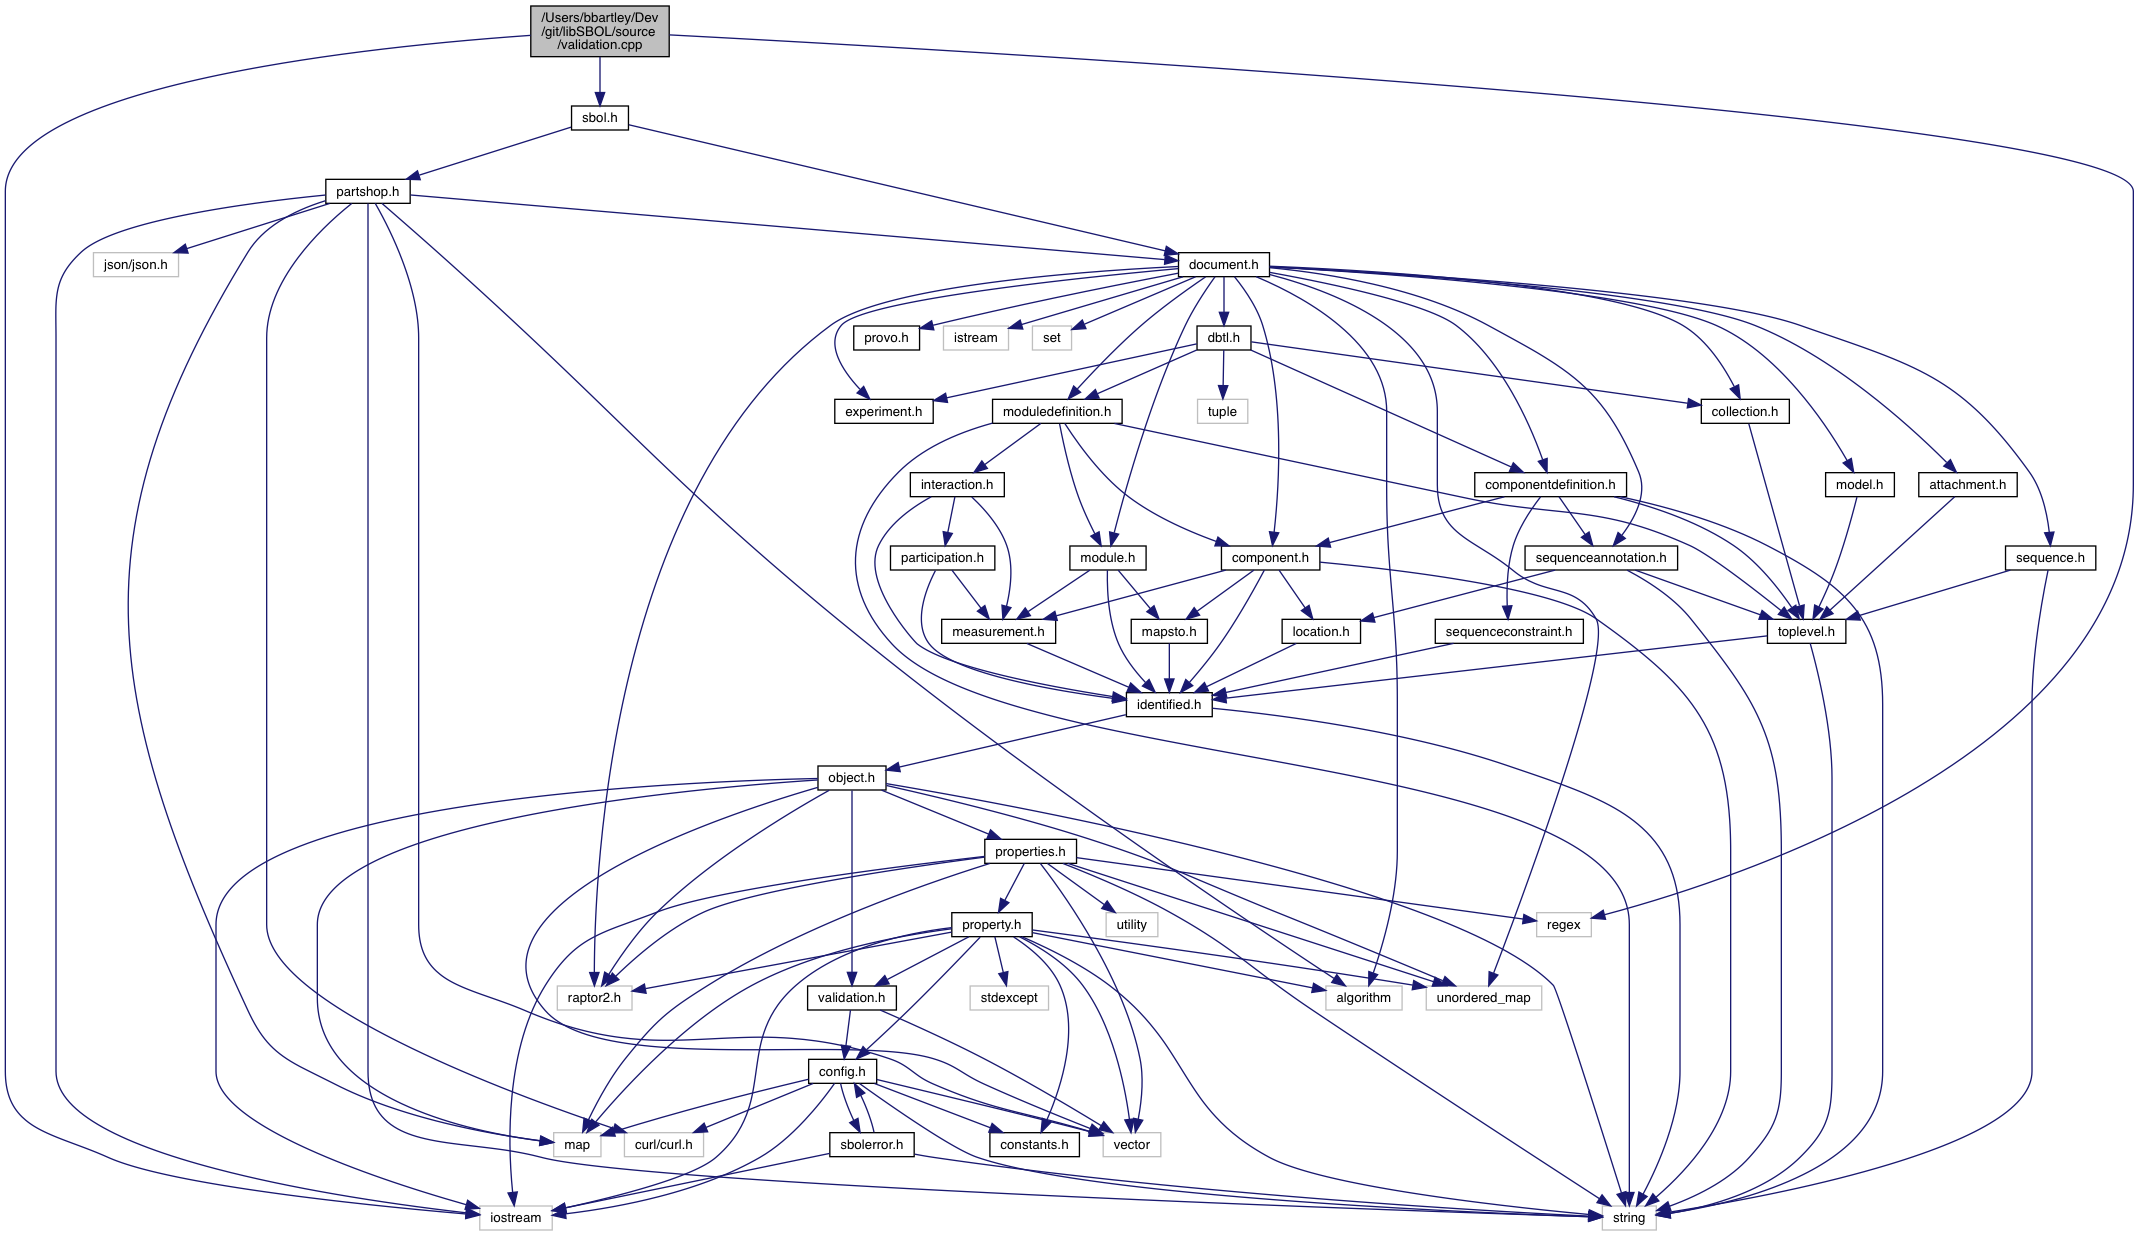 /Users/bbartley/Dev
/git/libSBOL/source
/validation.cpp
sbol.h
partshop.h
json/json.h
document.h
provo.h
istream
set
dbtl.h
experiment.h
moduledefinition.h
tuple
collection.h
interaction.h
componentdefinition.h
model.h
attachment.h
participation.h
module.h
component.h
sequenceannotation.h
sequence.h
measurement.h
mapsto.h
location.h
sequenceconstraint.h
toplevel.h
identified.h
object.h
properties.h
property.h
utility
regex
raptor2.h
validation.h
stdexcept
algorithm
unordered_map
config.h
map
curl/curl.h
sbolerror.h
constants.h
vector
iostream
string